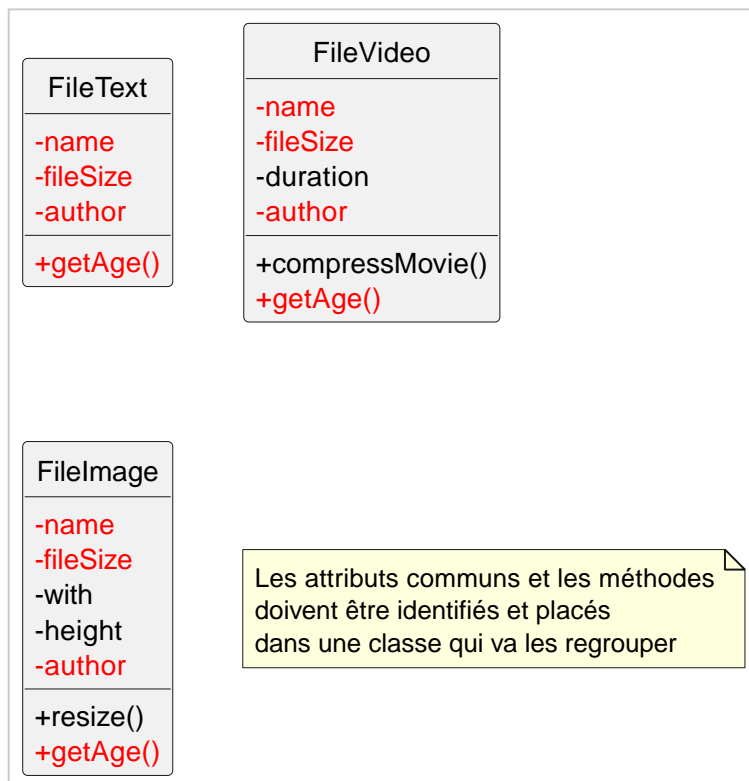 FileText
-name
-fileSize
-author
+getAge()
FileVideo
-name
-fileSize
-duration
-author
+compressMovie()
+getAge()
FileImage
-name
-fileSize
-with
-height
-author
+resize()
+getAge()
Les attributs communs et les méthodes
doivent être identifiés et placés
dans une classe qui va les regrouper